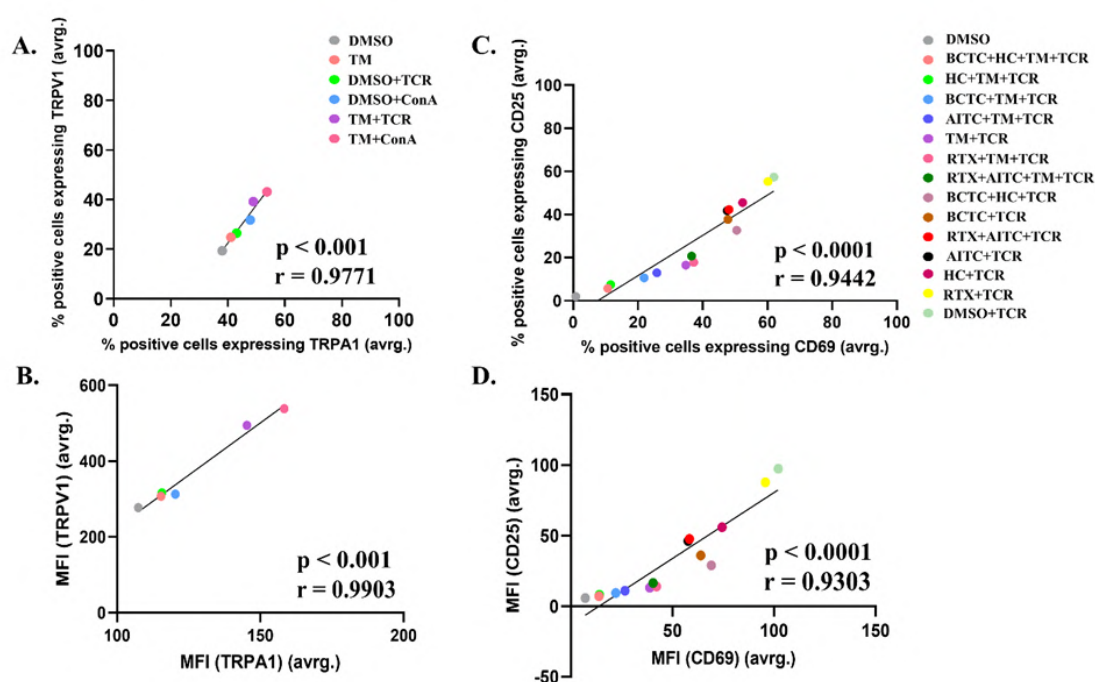 A.
% positive cells expressing TRPV1 (avrg.)
100
80
60
40
20
0
0 20 40 60 80 100
% positive cells expressing TRPA1 (avrg.)
DMSO
TM
DMSO+TCR
DMSO+ConA
TM+TCR
TM+ConA
p < 0.001
r = 0.9771
B.
MFI (TRPV1) (avrg.)
600
400
200
0
100 150 200
MFI (TRPA1) (avrg.)
p < 0.001
r = 0.9903
C.
% positive cells expressing CD25 (avrg.)
100
80
60
40
20
0
0 20 40 60 80 100
% positive cells expressing CD69 (avrg.)
p < 0.0001
r = 0.9442
DMSO
BCTC+HC+TM+TCR
HC+TM+TCR
BCTC+TM+TCR
AITC+TM+TCR
TM+TCR
RTX+TM+TCR
RTX+AITC+TM+TCR
BCTC+HC+TCR
BCTC+TCR
RTX+AITC+TCR
AITC+TCR
HC+TCR
RTX+TCR
DMSO+TCR
D.
MFI (CD25) (avrg.)
150
100
50
0
-50
50 100 150
MFI (CD69) (avrg.)
p < 0.0001
r = 0.9303